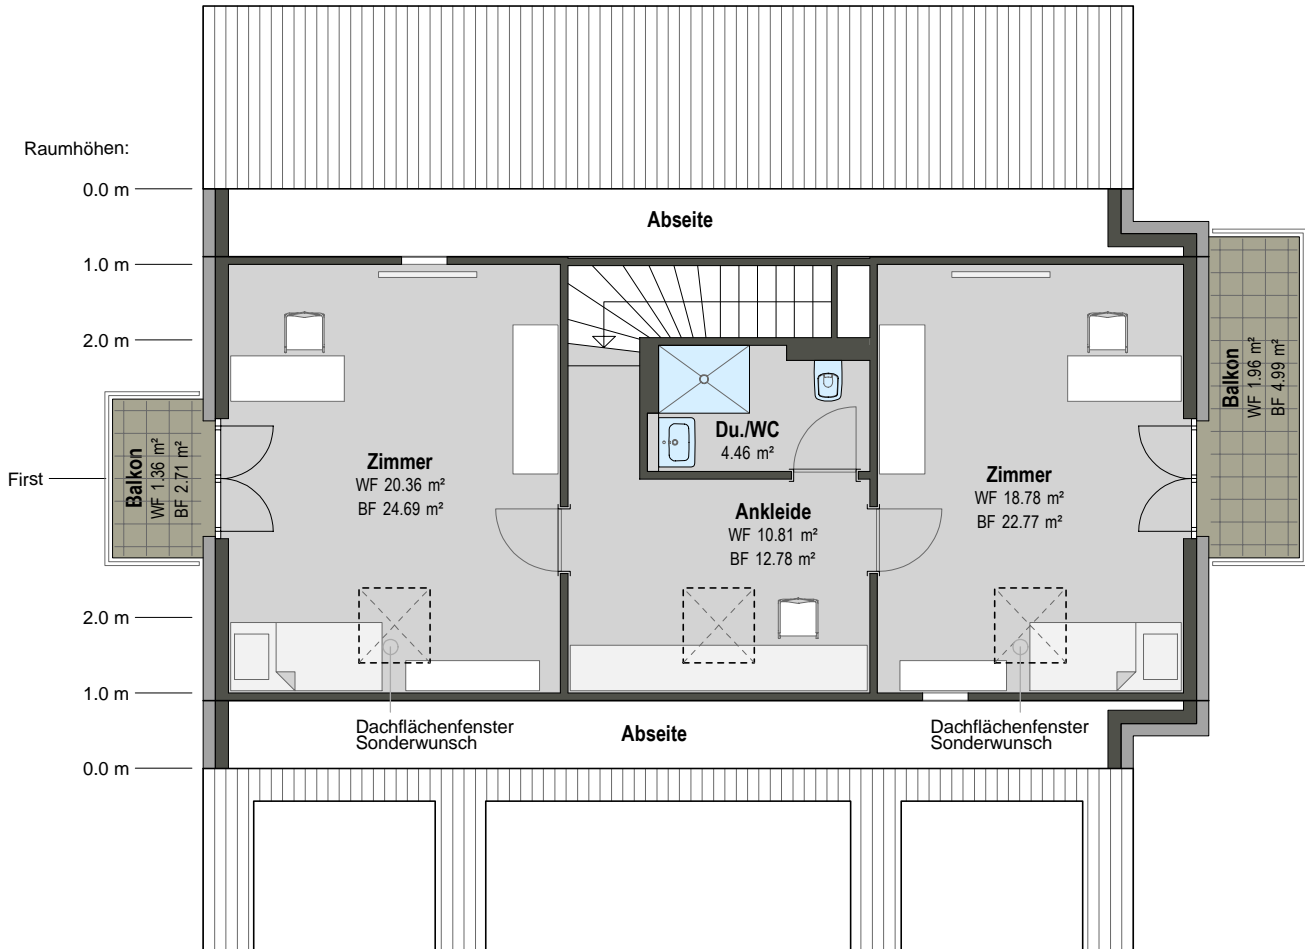 Raumhöhen:
0.0 m
Abseite
1.0 m
2.0 m
Balkon
WF 1.96 m²
BF 4.99 m²
Du./WC
4.46 m²
Zimmer
WF 20.36 m²
BF 24.69 m²
Zimmer
WF 18.78 m²
BF 22.77 m²
First
Balkon
WF 1.36 m²
BF 2.71 m²
Ankleide
WF 10.81 m²
BF 12.78 m²
2.0 m
1.0 m
Dachflächenfenster
Sonderwunsch
Abseite
Dachflächenfenster
Sonderwunsch
0.0 m